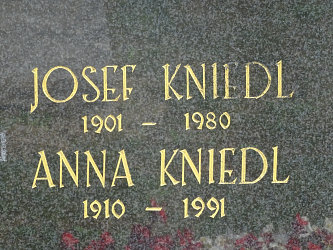 JOSEF KNIEDL
1901 – 1980
ANNA KNIEDL
1910 – 1991